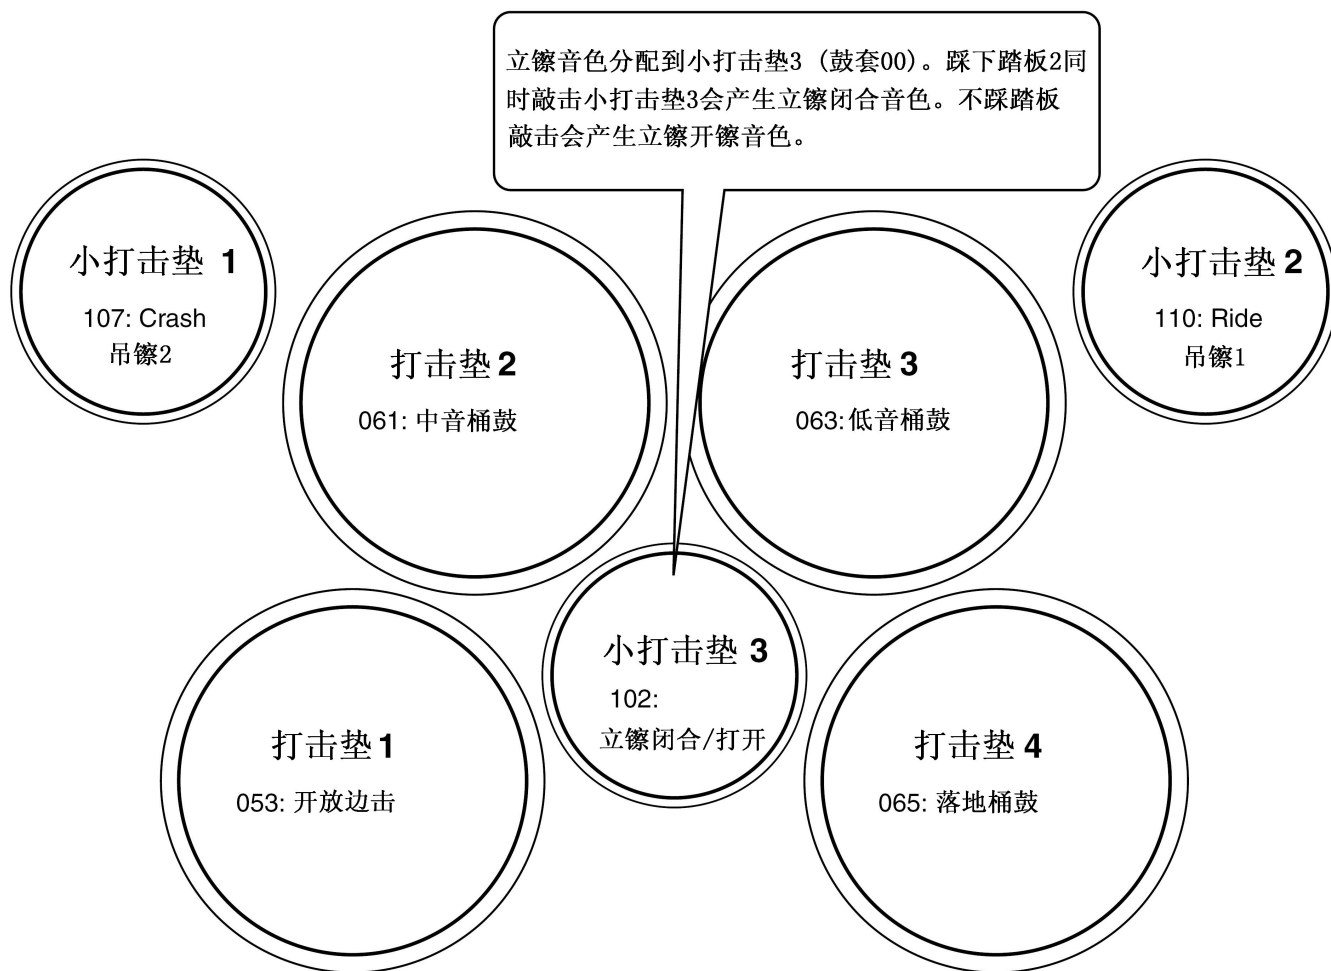 立镲音色分配到小打击垫3（鼓套00）。踩下踏板2同
时敲击小打击垫3会产生立镲闭合音色。不踩踏板
敲击会产生立镲开镲音色。
小打击垫 1
107: Crash
吊镲2
小打击垫 2
110: Ride
吊镲1
打击垫 2
061: 中音桶鼓
打击垫 3
063: 低音桶鼓
小打击垫 3
102:
立镲闭合/打开
打击垫 1
053: 开放边击
打击垫 4
065: 落地桶鼓